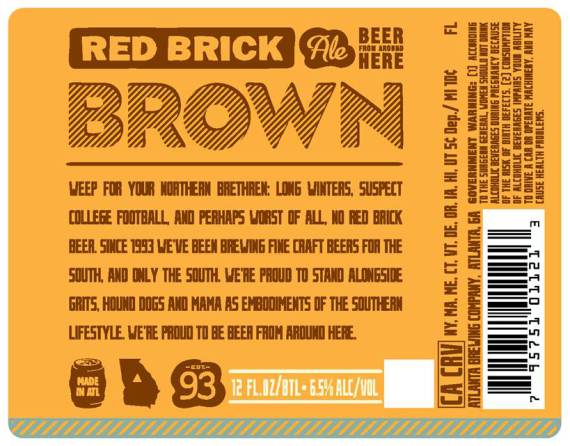 RED BRICK
Ale
BEER
FROM AROUND
HERE
BROWN
WEEP FOR YOUR NORTHERN BRETHREN: LONG WINTERS, SUSPECT
COLLEGE FOOTBALL, AND PERHAPS WORST OF ALL, NO RED BRICK
BEER. SINCE 1993 WE'VE BEEN BREWING FINE CRAFT BEERS FOR THE
SOUTH, AND ONLY THE SOUTH. WE'RE PROUD TO STAND ALONGSIDE
GRITS, HOUND DOGS AND MAMA AS EMBODIMENTS OF THE SOUTHERN
LIFESTYLE. WE'RE PROUD TO BE BEER FROM AROUND HERE.
MADE
IN ATL
EST.
93
12 FL.OZ/BTL • 6.5% ALC/VOL
CA CRV
NY, MA, ME, CT, VT, DE, OR, IA, HI, UT 5¢ Dep./ MI 10¢ FL
ATLANTA BREWING COMPANY, ATLANTA, GA
GOVERNMENT WARNING: (1) ACCORDING
TO THE SURGEON GENERAL, WOMEN SHOULD NOT DRINK
ALCOHOLIC BEVERAGES DURING PREGNANCY BECAUSE
OF THE RISK OF BIRTH DEFECTS. (2) CONSUMPTION
OF ALCOHOLIC BEVERAGES IMPAIRS YOUR ABILITY
TO DRIVE A CAR OR OPERATE MACHINERY, AND MAY
CAUSE HEALTH PROBLEMS.
7 95751 01121 3